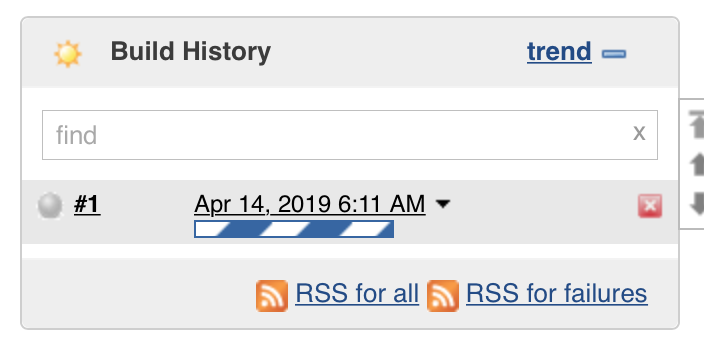 Build History trend
find x
#1 Apr 14, 2019 6:11 AM
RSS for all RSS for failures